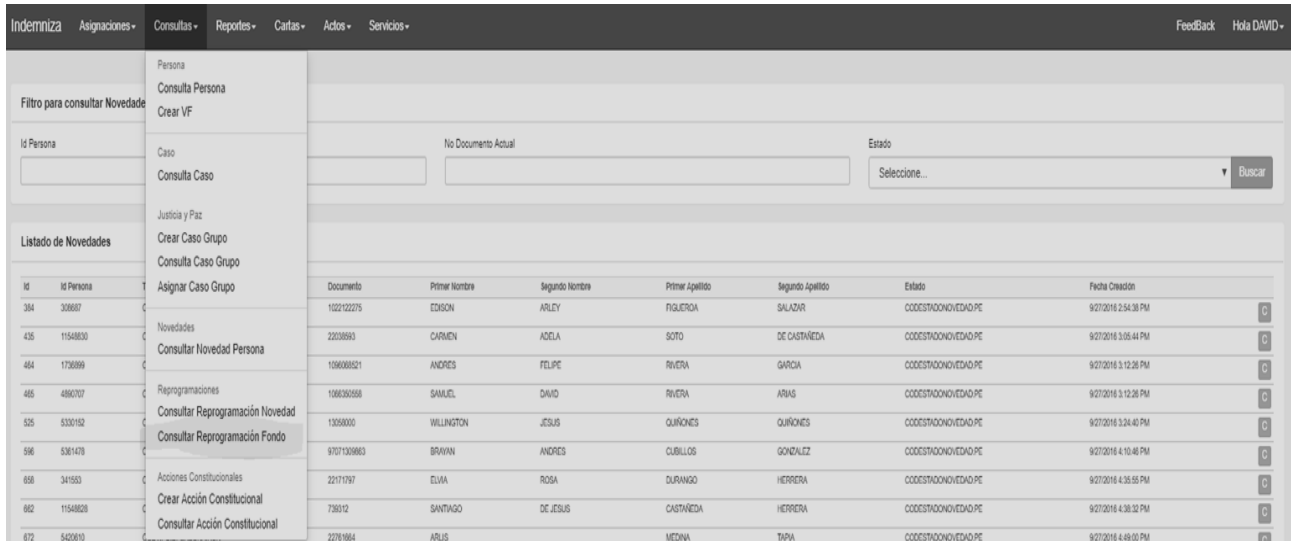 Indemniza Asignaciones Consultas Reportes Cartas Actos Servicios FeedBack Hola DAVID
Persona
Consulta Persona
Crear VF
Caso
Consulta Caso
Justicia y Paz
Crear Caso Grupo
Consulta Caso Grupo
Asignar Caso Grupo
Novedades
Consultar Novedad Persona
Reprogramaciones
Consultar Reprogramación Novedad
Consultar Reprogramación Fondo
Acciones Constitucionales
Crear Acción Constitucional
Consultar Acción Constitucional
Filtro para consultar Novedade
Id Persona No Documento Actual Estado
Seleccione... Buscar
Listado de Novedades
Id Id Persona T Documento Primer Nombre Segundo Nombre Primer Apellido Segundo Apellido Estado Fecha Creación
384 308687 C 1022122275 EDISON ARLEY FIGUEROA SALAZAR CODESTADONOVEDAD.PE 9/27/2016 2:54:38 PM C
435 11548830 C 22038593 CARMEN ADELA SOTO DE CASTAÑEDA CODESTADONOVEDAD.PE 9/27/2016 3:05:44 PM C
464 1736899 C 1096068521 ANDRES FELIPE RIVERA GARCIA CODESTADONOVEDAD.PE 9/27/2016 3:12:26 PM C
465 4890707 C 1066350558 SAMUEL DAVID RIVERA ARIAS CODESTADONOVEDAD.PE 9/27/2016 3:12:26 PM C
525 5330152 C 13058000 WILLINGTON JESUS QUIÑONES QUIÑONES CODESTADONOVEDAD.PE 9/27/2016 3:24:40 PM C
596 5361478 C 97071309863 BRAYAN ANDRES CUBILLOS GONZALEZ CODESTADONOVEDAD.PE 9/27/2016 4:10:46 PM C
656 341553 C 22171797 ELVIA ROSA DURANGO HERRERA CODESTADONOVEDAD.PE 9/27/2016 4:35:55 PM C
662 11548828 C 739312 SANTIAGO DE JESUS CASTAÑEDA HERRERA CODESTADONOVEDAD.PE 9/27/2016 4:38:32 PM C
672 5420610 22761664 ARLIS MEDINA TAPIA CODESTADONOVEDAD.PE 9/27/2016 4:49:00 PM C